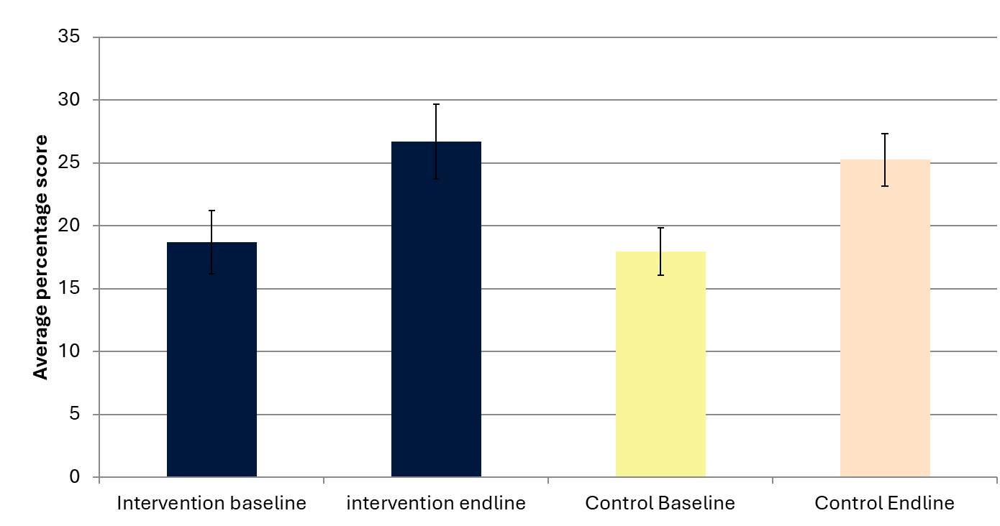 35
30
25
20
15
10
5
0
Average percentage score
Intervention baseline
intervention endline
Control Baseline
Control Endline